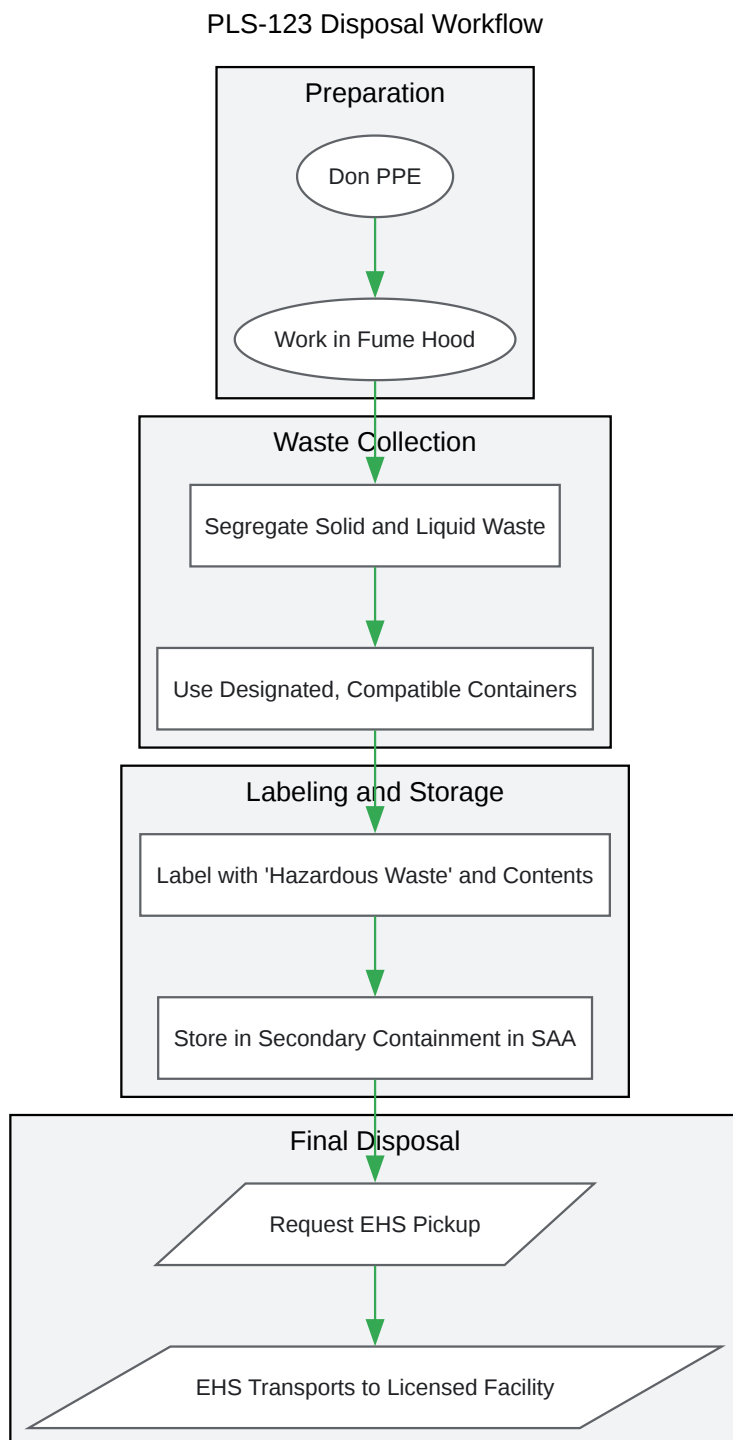 PLS-123 Disposal Workflow
Preparation
Don PPE
Work in Fume Hood
Waste Collection
Segregate Solid and Liquid Waste
Use Designated, Compatible Containers
Labeling and Storage
Label with 'Hazardous Waste' and Contents
Store in Secondary Containment in SAA
Final Disposal
Request EHS Pickup
EHS Transports to Licensed Facility